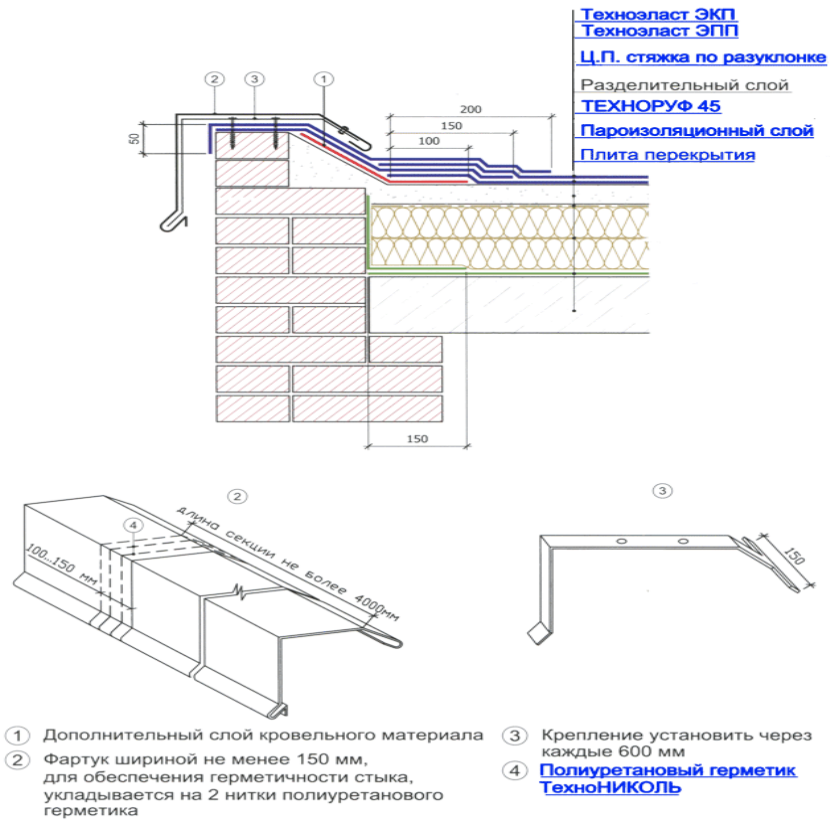 Техноэласт ЭКП
Техноэласт ЭПП
Ц.П. стяжка по разуклонке
Разделительный слой
ТЕХНОРУФ 45
Пароизоляционный слой
Плита перекрытия
2
3
1
200
150
100
50
150
2
4
длина секции не более 4000мм
100...150 мм
3
150
1 Дополнительный слой кровельного материала
2 Фартук шириной не менее 150 мм,
для обеспечения герметичности стыка,
укладывается на 2 нитки полиуретанового
герметика
3 Крепление установить через
каждые 600 мм
4 Полиуретановый герметик
ТехноНИКОЛЬ